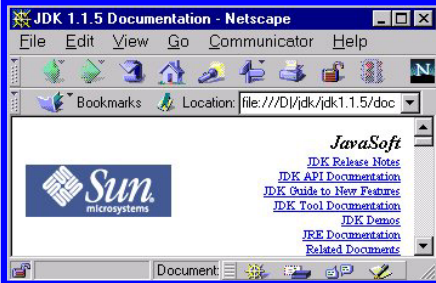 JDK 1.1.5 Documentation - Netscape
File Edit View Go Communicator Help
N
Bookmarks Location: file:///D|/jdk/jdk1.1.5/doc
JavaSoft
JDK Release Notes
JDK API Documentation
JDK Guide to New Features
JDK Tool Documentation
JDK Demos
JRE Documentation
Related Documents
Sun
microsystems
Document: